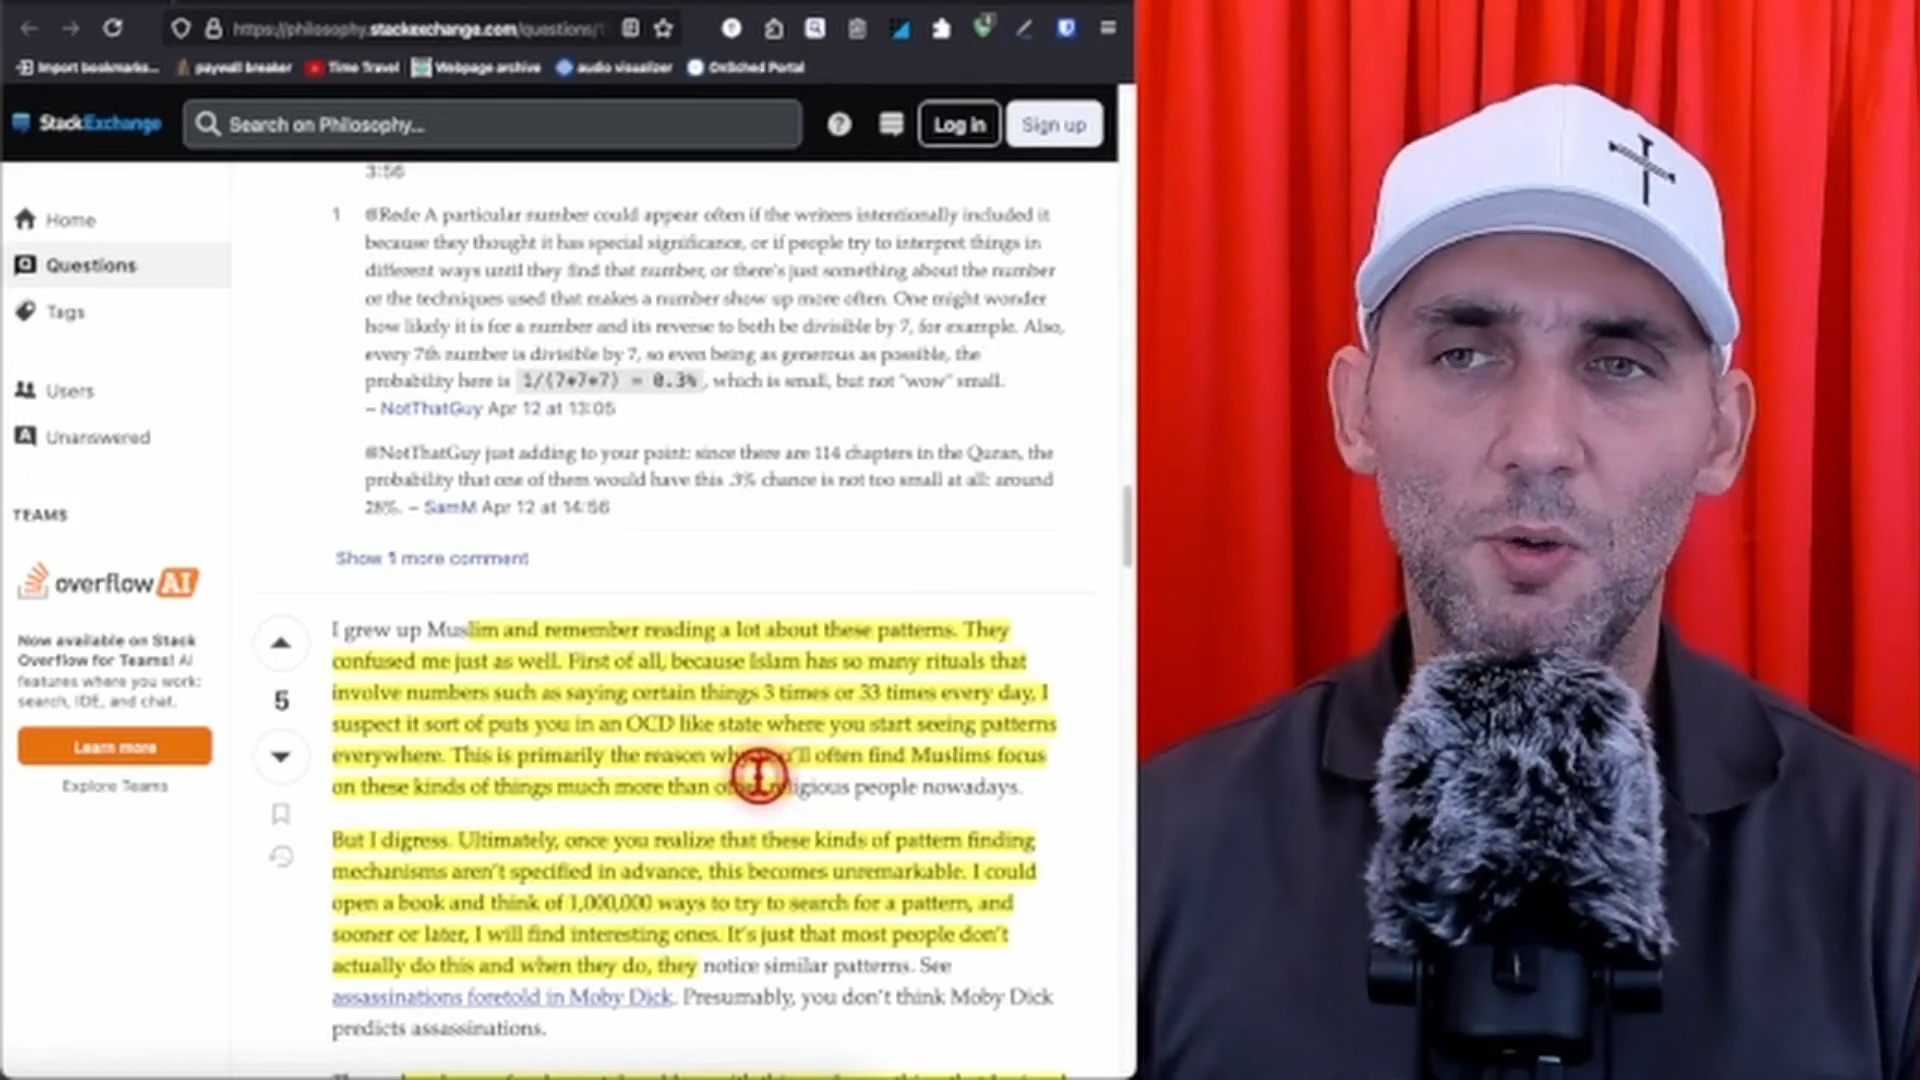 https://philosophy.stackexchange.com/questions/1
Import bookmarks...
paywall breaker
Time Travel
Webpage archive
audio visualizer
OnSched Portal
StackExchange
Search on Philosophy...
Log in
Sign up
Home
Questions
Tags
Users
Unanswered
TEAMS
overflow AI
Now available on Stack
Overflow for Teams! AI
features where you work:
search, IDE, and chat.
Learn more
Explore Teams
3:56
1
@Rede A particular number could appear often if the writers intentionally included it
because they thought it has special significance, or if people try to interpret things in
different ways until they find that number, or there's just something about the number
or the techniques used that makes a number show up more often. One might wonder
how likely it is for a number and its reverse to both be divisible by 7, for example. Also,
every 7th number is divisible by 7, so even being as generous as possible, the
probability here is 1/(7*7*7) = 0.3%, which is small, but not "wow" small.
– NotThatGuy Apr 12 at 13:05
@NotThatGuy just adding to your point: since there are 114 chapters in the Quran, the
probability that one of them would have this .3% chance is not too small at all: around
28%. – SamM Apr 12 at 14:56
Show 1 more comment
5
I grew up Muslim and remember reading a lot about these patterns. They
confused me just as well. First of all, because Islam has so many rituals that
involve numbers such as saying certain things 3 times or 33 times every day, I
suspect it sort of puts you in an OCD like state where you start seeing patterns
everywhere. This is primarily the reason why you'll often find Muslims focus
on these kinds of things much more than other religious people nowadays.
But I digress. Ultimately, once you realize that these kinds of pattern finding
mechanisms aren't specified in advance, this becomes unremarkable. I could
open a book and think of 1,000,000 ways to try to search for a pattern, and
sooner or later, I will find interesting ones. It's just that most people don't
actually do this and when they do, they notice similar patterns. See
assassinations foretold in Moby Dick. Presumably, you don't think Moby Dick
predicts assassinations.